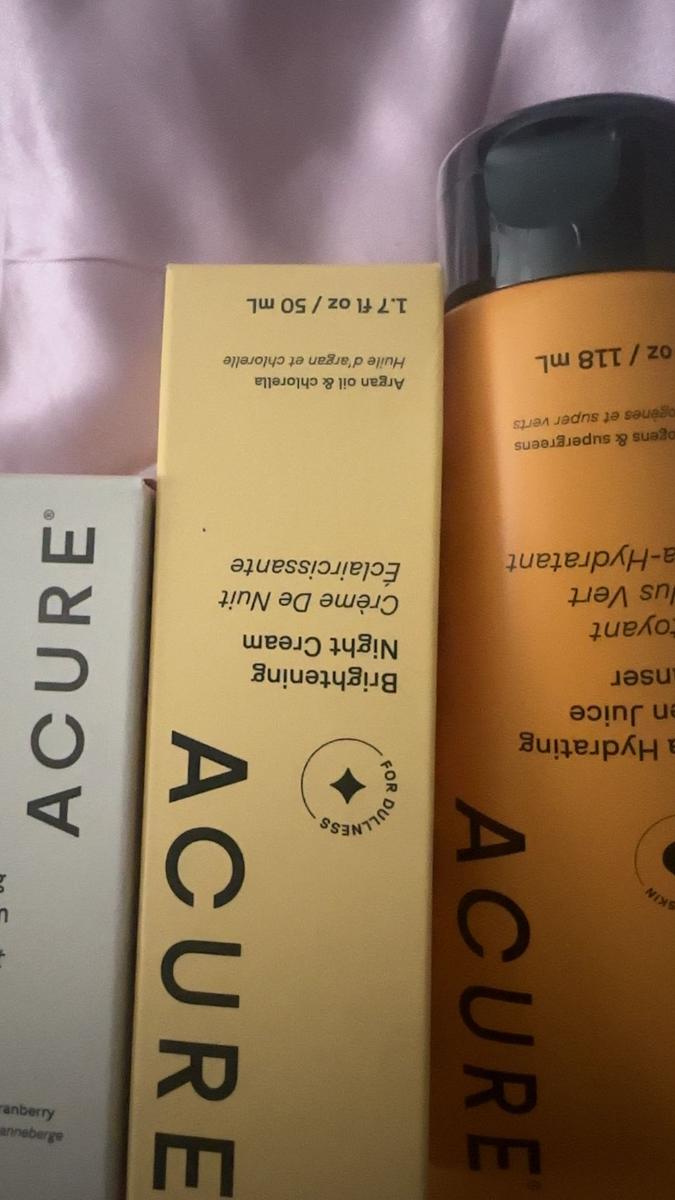 ACURE®
ranberry
anneberge
ACURE
FOR DULLNESS
Brightening
Night Cream
Crème De Nuit
Éclaircissante
Argan oil & chlorella
Huile d'argan et chlorelle
1.7 fl oz / 50 mL
ACURE
SKIN
a Hydrating
en Juice
nser
toyant
lus Vert
a-Hydratant
ogens & supergreens
ogènes et super verts
oz / 118 mL